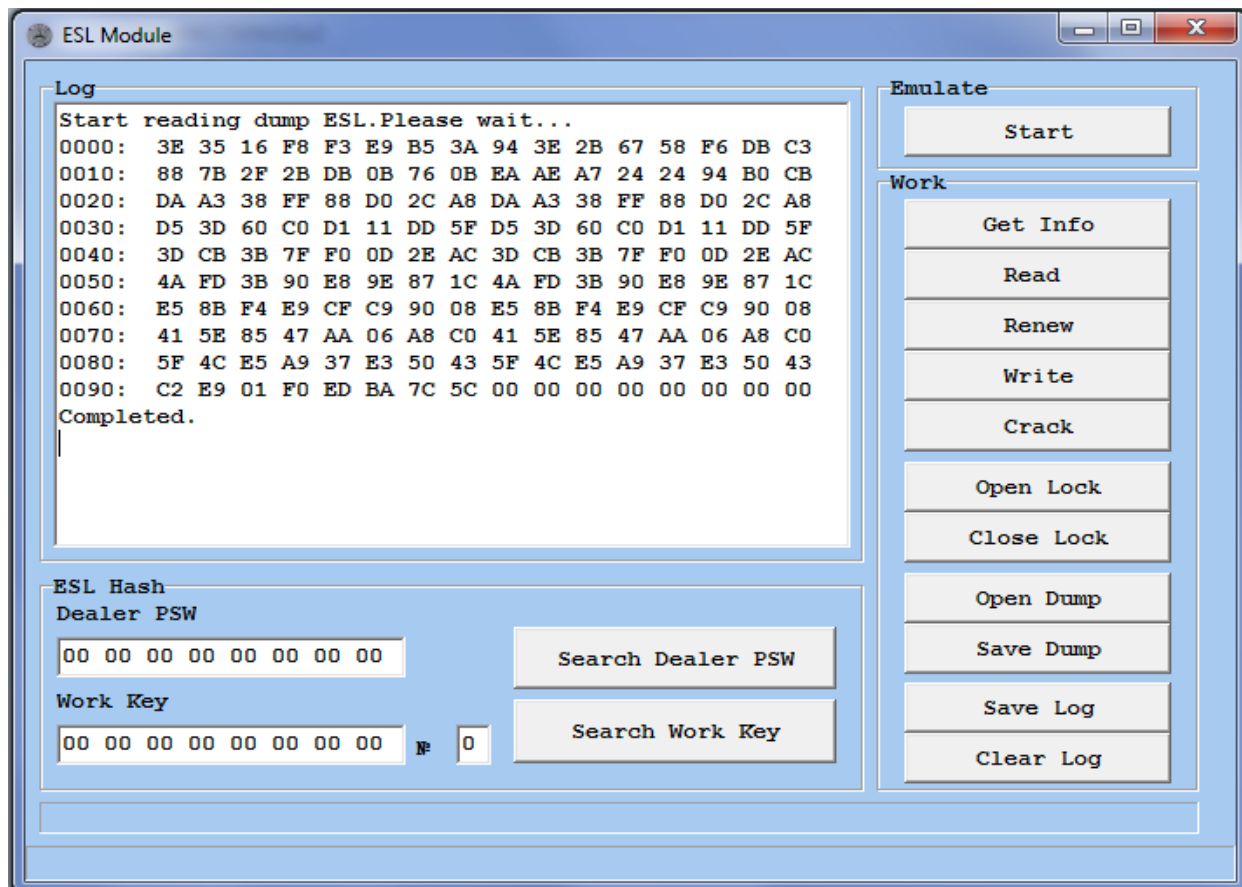 ESL Module
Log
Start reading dump ESL.Please wait...
0000: 3E 35 16 F8 F3 E9 B5 3A 94 3E 2B 67 58 F6 DB C3
0010: 88 7B 2F 2B DB 0B 76 0B EA AE A7 24 24 94 B0 CB
0020: DA A3 38 FF 88 D0 2C A8 DA A3 38 FF 88 D0 2C A8
0030: D5 3D 60 C0 D1 11 DD 5F D5 3D 60 C0 D1 11 DD 5F
0040: 3D CB 3B 7F F0 0D 2E AC 3D CB 3B 7F F0 0D 2E AC
0050: 4A FD 3B 90 E8 9E 87 1C 4A FD 3B 90 E8 9E 87 1C
0060: E5 8B F4 E9 CF C9 90 08 E5 8B F4 E9 CF C9 90 08
0070: 41 5E 85 47 AA 06 A8 C0 41 5E 85 47 AA 06 A8 C0
0080: 5F 4C E5 A9 37 E3 50 43 5F 4C E5 A9 37 E3 50 43
0090: C2 E9 01 F0 ED BA 7C 5C 00 00 00 00 00 00 00 00
Completed.
ESL Hash
Dealer PSW
00 00 00 00 00 00 00 00
Search Dealer PSW
Work Key
00 00 00 00 00 00 00 00 № 0
Search Work Key
Emulate
Start
Work
Get Info
Read
Renew
Write
Crack
Open Lock
Close Lock
Open Dump
Save Dump
Save Log
Clear Log